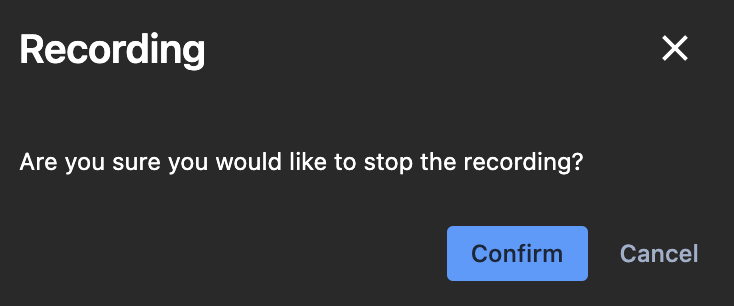 Recording
Are you sure you would like to stop the recording?
Confirm Cancel